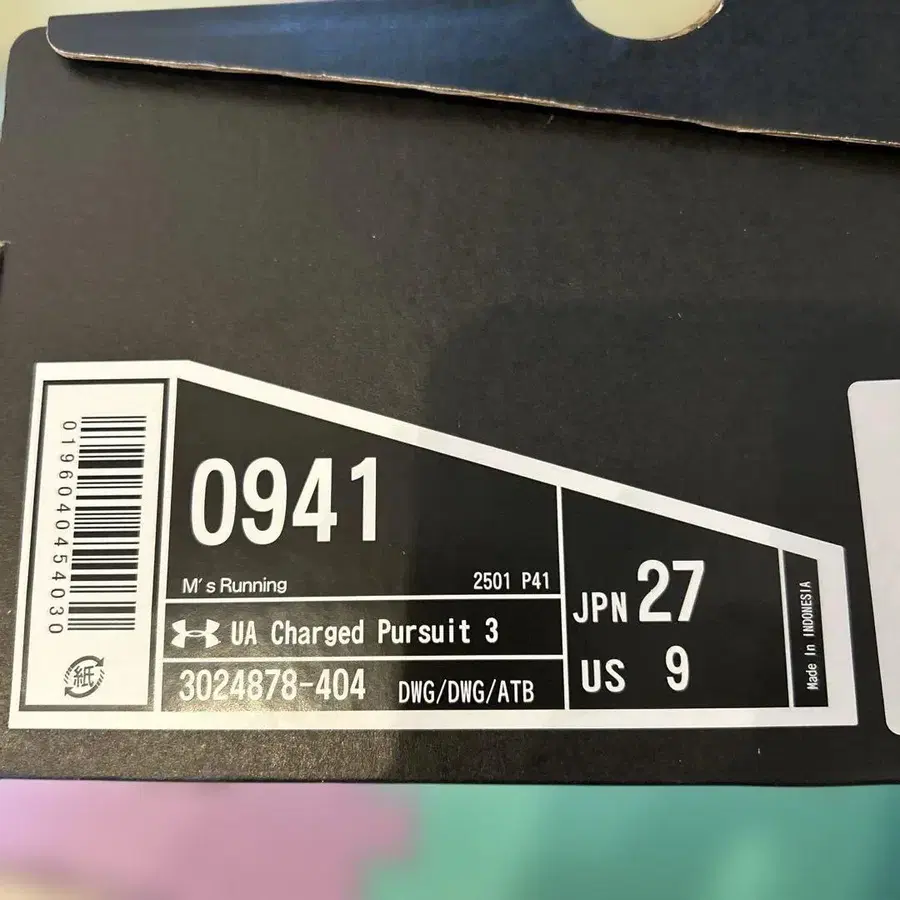 0196040454030
紙
0941
M's Running
2501 P41
UA Charged Pursuit 3
3024878-404
DWG/DWG/ATB
JPN 27
US 9
Made In INDONESIA